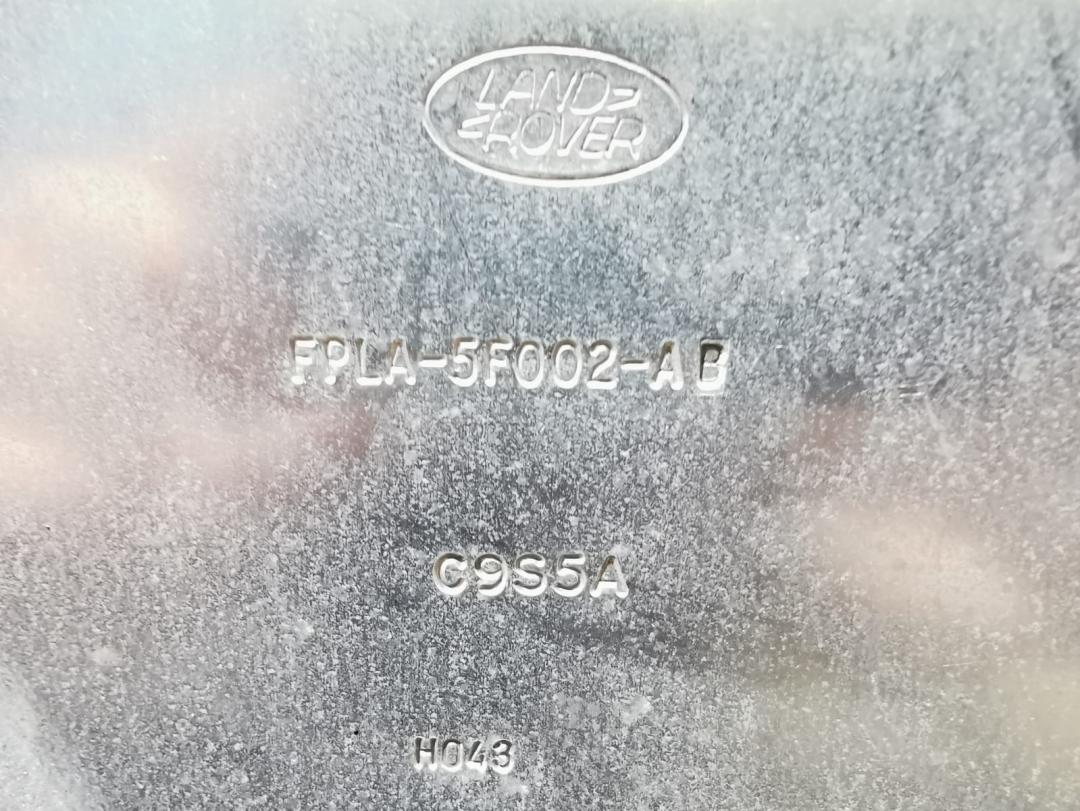 LAND
ROVER
FPLA-5F002-AB
C9S5A
H043